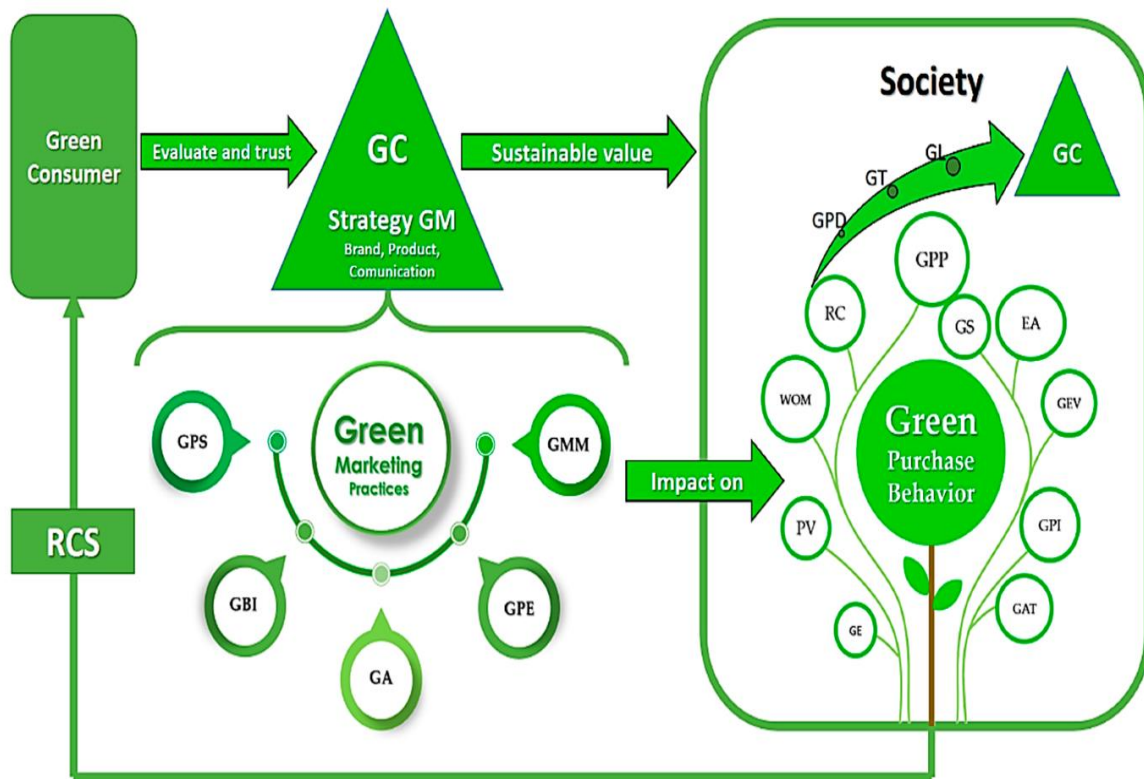 Green
Consumer
Evaluate and trust
GC
Strategy GM
Brand, Product,
Comunication
Sustainable value
Society
GC
GL
GT
GPD
GPP
RC
GS
EA
WOM
GEV
Green
Purchase
Behavior
PV
GPI
GE
GAT
Impact on
GPS
Green
Marketing
Practices
GMM
GBI
GPE
GA
RCS